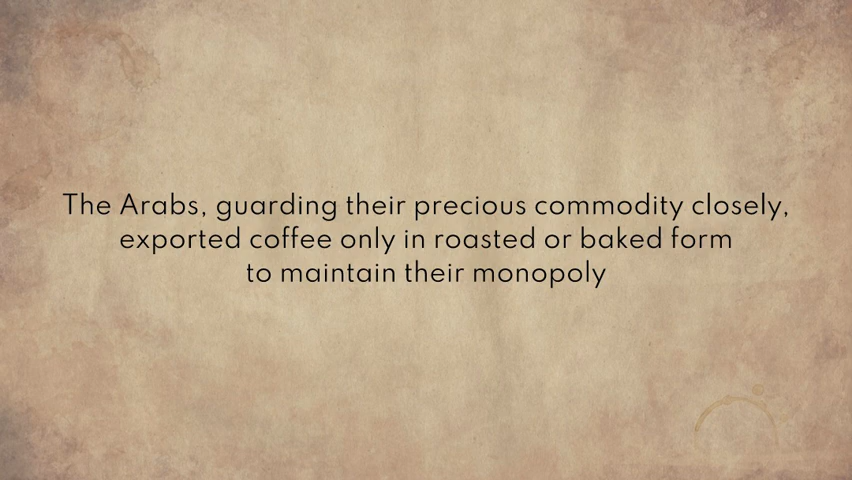 The Arabs, guarding their precious commodity closely,
exported coffee only in roasted or baked form
to maintain their monopoly